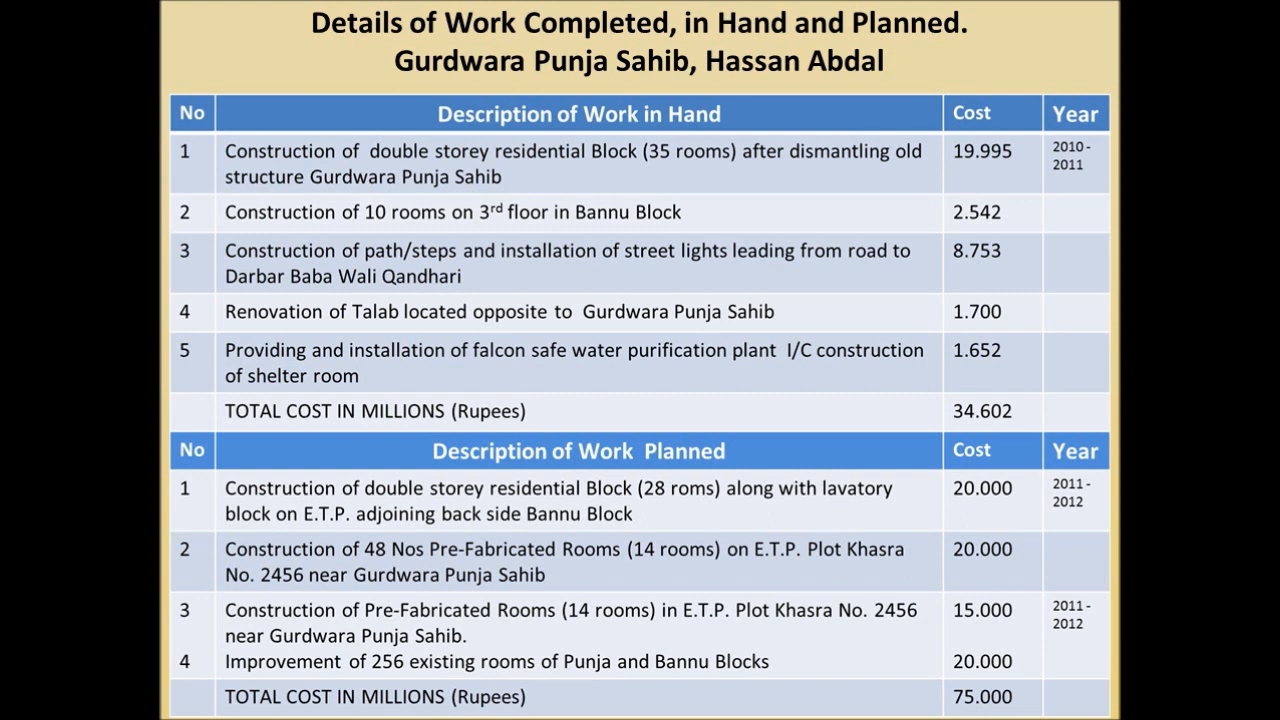 Details of Work Completed, in Hand and Planned.
Gurdwara Punja Sahib, Hassan Abdal
No Description of Work in Hand Cost Year
1 Construction of double storey residential Block (35 rooms) after dismantling old 19.995 2010-
structure Gurdwara Punja Sahib 2011
2 Construction of 10 rooms on 3rd floor in Bannu Block 2.542
3 Construction of path/steps and installation of street lights leading from road to 8.753
Darbar Baba Wali Qandhari
4 Renovation of Talab located opposite to Gurdwara Punja Sahib 1.700
5 Providing and installation of falcon safe water purification plant I/C construction 1.652
of shelter room
TOTAL COST IN MILLIONS (Rupees) 34.602
No Description of Work Planned Cost Year
1 Construction of double storey residential Block (28 roms) along with lavatory 20.000 2011-
block on E.T.P. adjoining back side Bannu Block 2012
2 Construction of 48 Nos Pre-Fabricated Rooms (14 rooms) on E.T.P. Plot Khasra 20.000
No. 2456 near Gurdwara Punja Sahib
3 Construction of Pre-Fabricated Rooms (14 rooms) in E.T.P. Plot Khasra No. 2456 15.000 2011-
near Gurdwara Punja Sahib. 2012
4 Improvement of 256 existing rooms of Punja and Bannu Blocks 20.000
TOTAL COST IN MILLIONS (Rupees) 75.000